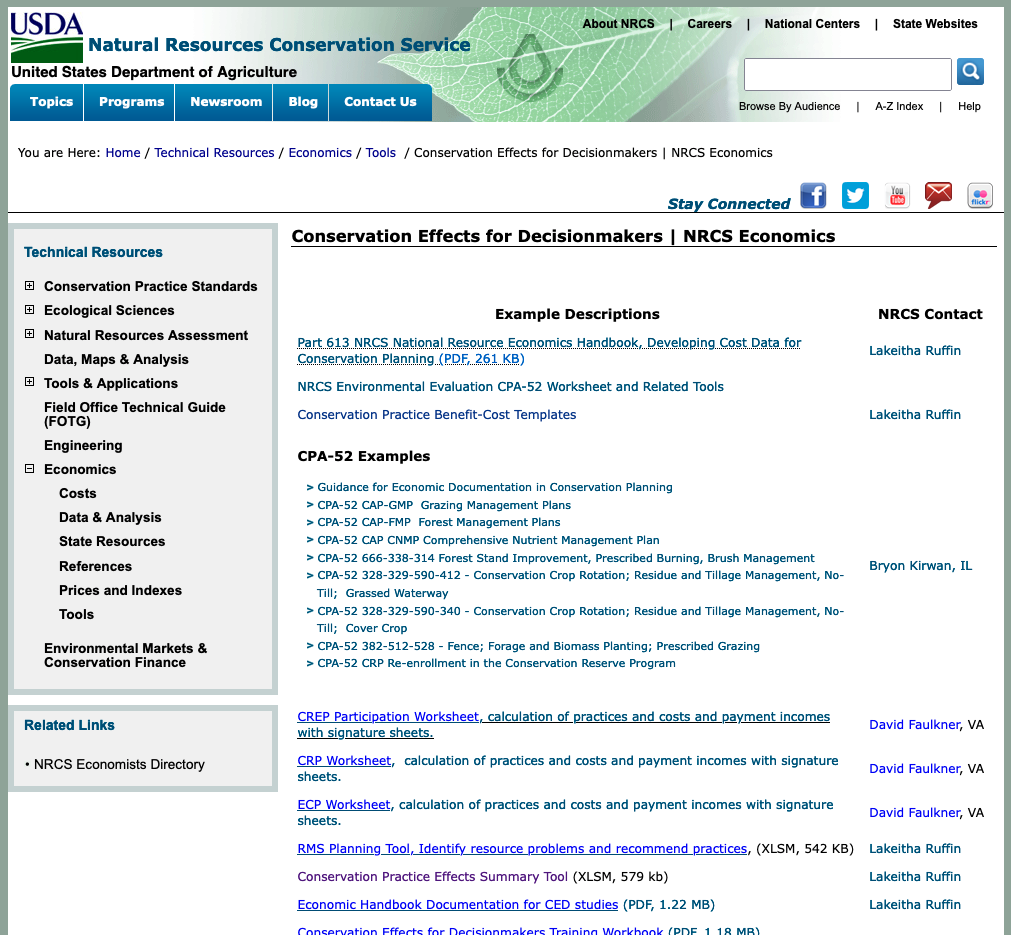 USDA
Natural Resources Conservation Service
United States Department of Agriculture
About NRCS | Careers | National Centers | State Websites
Browse By Audience | A-Z Index | Help
Topics Programs Newsroom Blog Contact Us
You are Here: Home / Technical Resources / Economics / Tools / Conservation Effects for Decisionmakers | NRCS Economics
Stay Connected
You
Tube
flickr
Technical Resources
Conservation Practice Standards
Ecological Sciences
Natural Resources Assessment
Data, Maps & Analysis
Tools & Applications
Field Office Technical Guide
(FOTG)
Engineering
Economics
Costs
Data & Analysis
State Resources
References
Prices and Indexes
Tools
Environmental Markets &
Conservation Finance
Related Links
• NRCS Economists Directory
Conservation Effects for Decisionmakers | NRCS Economics
Example Descriptions NRCS Contact
Part 613 NRCS National Resource Economics Handbook, Developing Cost Data for
Conservation Planning (PDF, 261 KB)
Lakeitha Ruffin
NRCS Environmental Evaluation CPA-52 Worksheet and Related Tools
Conservation Practice Benefit-Cost Templates Lakeitha Ruffin
CPA-52 Examples
> Guidance for Economic Documentation in Conservation Planning
> CPA-52 CAP-GMP Grazing Management Plans
> CPA-52 CAP-FMP Forest Management Plans
> CPA-52 CAP CNMP Comprehensive Nutrient Management Plan
> CPA-52 666-338-314 Forest Stand Improvement, Prescribed Burning, Brush Management
> CPA-52 328-329-590-412 - Conservation Crop Rotation; Residue and Tillage Management, No-
Till; Grassed Waterway
> CPA-52 328-329-590-340 - Conservation Crop Rotation; Residue and Tillage Management, No-
Till; Cover Crop
> CPA-52 382-512-528 - Fence; Forage and Biomass Planting; Prescribed Grazing
> CPA-52 CRP Re-enrollment in the Conservation Reserve Program
Bryon Kirwan, IL
CREP Participation Worksheet, calculation of practices and costs and payment incomes
with signature sheets.
David Faulkner, VA
CRP Worksheet, calculation of practices and costs and payment incomes with signature
sheets.
David Faulkner, VA
ECP Worksheet, calculation of practices and costs and payment incomes with signature
sheets.
David Faulkner, VA
RMS Planning Tool, Identify resource problems and recommend practices, (XLSM, 542 KB) Lakeitha Ruffin
Conservation Practice Effects Summary Tool (XLSM, 579 kb) Lakeitha Ruffin
Economic Handbook Documentation for CED studies (PDF, 1.22 MB) Lakeitha Ruffin
Conservation Effects for Decisionmakers Training Workbook (PDF, 1.18 MB)